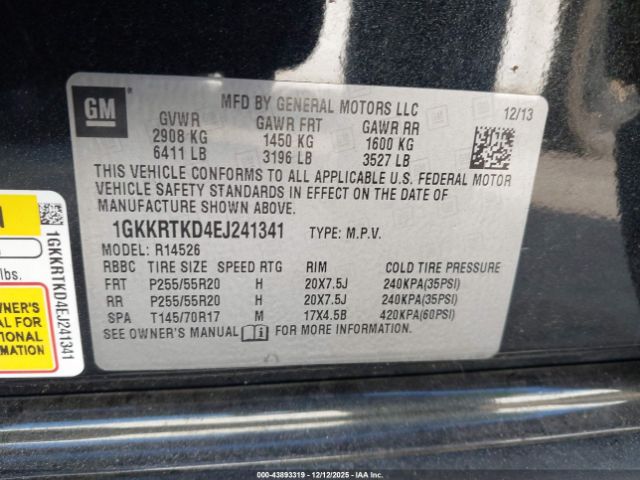 GM
MFD BY GENERAL MOTORS LLC
12/13
GVWR GAWR FRT GAWR RR
2908 KG 1450 KG 1600 KG
6411 LB 3196 LB 3527 LB
THIS VEHICLE CONFORMS TO ALL APPLICABLE U.S. FEDERAL MOTOR
VEHICLE SAFETY STANDARDS IN EFFECT ON THE DATE OF
MANUFACTURE SHOWN ABOVE.
1GKKRTKD4EJ241341 TYPE: M.P.V.
MODEL: R14526
RBBC TIRE SIZE SPEED RTG RIM COLD TIRE PRESSURE
FRT P255/55R20 H 20X7.5J 240KPA(35PSI)
RR P255/55R20 H 20X7.5J 240KPA(35PSI)
SPA T145/70R17 M 17X4.5B 420KPA(60PSI)
SEE OWNER'S MANUAL i FOR MORE INFORMATION.
1GKKRTKD4EJ241341
lbs.
WNER'S
AL FOR
TIONAL
RMATION
000-43893319 - 12/12/2025 - IAAI.COM